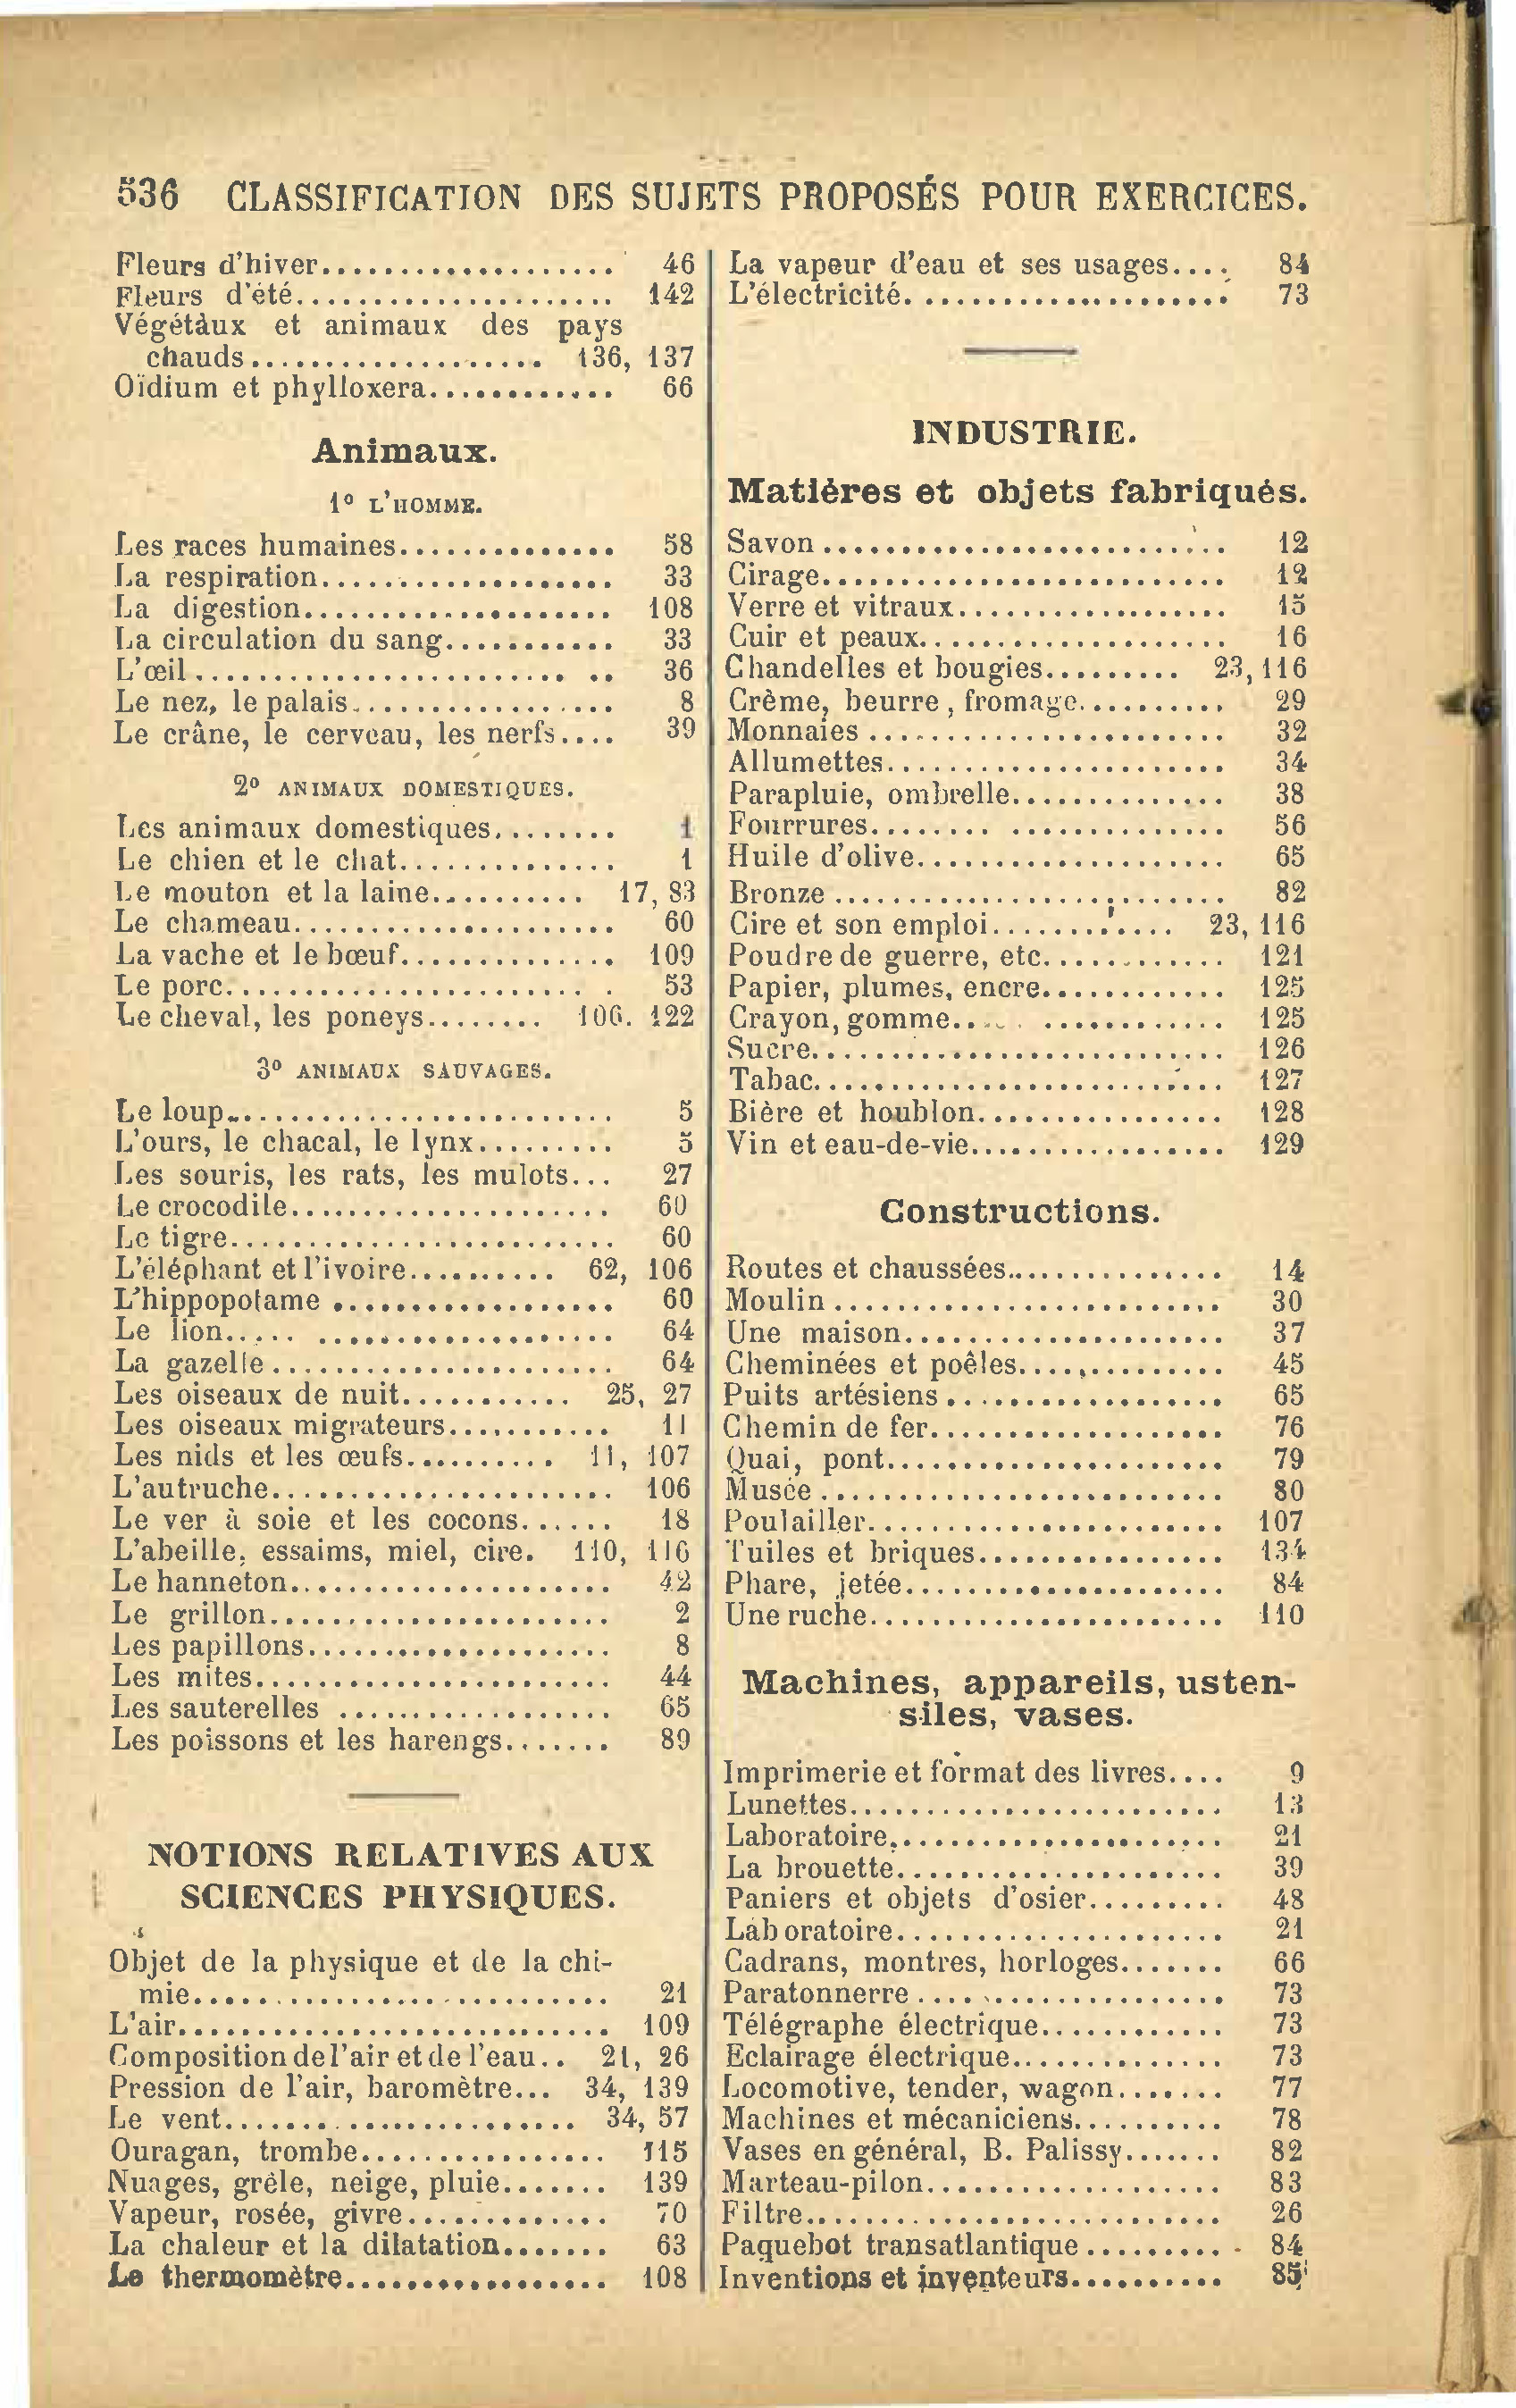 536 CLASSIFICATION DES SUJETS PROPOSÉS POUR EXERCICES.
Fleurs d'hiver................... 46
Fleurs d'été..................... 142
Végétaux et animaux des pays
chauds................... 136, 137
Oïdium et phylloxera............ 66
Animaux.
1º L'HOMME.
Les races humaines.............. 58
La respiration................... 33
La digestion.................... 108
La circulation du sang........... 33
L'œil.......................... 36
Le nez, le palais................. 8
Le crâne, le cerveau, les nerfs.... 39
2º ANIMAUX DOMESTIQUES.
Les animaux domestiques........ 1
Le chien et le chat.............. 1
Le mouton et la laine.......... 17, 83
Le chameau..................... 60
La vache et le bœuf.............. 109
Le porc......................... 53
Le cheval, les poneys........ 106. 122
3º ANIMAUX SAUVAGES.
Le loup......................... 5
L'ours, le chacal, le lynx......... 5
Les souris, les rats, les mulots... 27
Le crocodile..................... 60
Le tigre......................... 60
L'éléphant et l'ivoire.......... 62, 106
L'hippopotame .................. 60
Le lion..... ................... 64
La gazelle...................... 64
Les oiseaux de nuit........... 25, 27
Les oiseaux migrateurs........... 11
Les nids et les œufs.......... 11, 107
L'autruche...................... 106
Le ver à soie et les cocons...... 18
L'abeille, essaims, miel, cire. 110, 116
Le hanneton..................... 42
Le grillon...................... 2
Les papillons.................... 8
Les mites....................... 44
Les sauterelles .................. 65
Les poissons et les harengs....... 89
NOTIONS RELATIVES AUX
SCIENCES PHYSIQUES.
Objet de la physique et de la chi-
mie........................... 21
L'air............................ 109
Composition de l'air et de l'eau.. 21, 26
Pression de l'air, baromètre... 34, 139
Le vent....................... 34, 57
Ouragan, trombe................ 115
Nuages, grêle, neige, pluie....... 139
Vapeur, rosée, givre............. 70
La chaleur et la dilatation....... 63
Le thermomètre................. 108
La vapeur d'eau et ses usages.... 84
L'électricité..................... 73
INDUSTRIE.
Matières et objets fabriqués.
Savon .......................... 12
Cirage.......................... 12
Verre et vitraux.................. 15
Cuir et peaux.................... 16
Chandelles et bougies......... 23, 116
Crème, beurre, fromage.......... 29
Monnaies ....................... 32
Allumettes...................... 34
Parapluie, ombrelle.............. 38
Fourrures........ .............. 56
Huile d'olive.................... 65
Bronze ......................... 82
Cire et son emploi............ 23, 116
Poudre de guerre, etc............ 121
Papier, plumes, encre............ 125
Crayon, gomme.... ............ 125
Sucre........................... 126
Tabac........................... 127
Bière et houblon................ 128
Vin et eau-de-vie................. 129
Constructions.
Routes et chaussées.............. 14
Moulin ......................... 30
Une maison..................... 37
Cheminées et poêles............. 45
Puits artésiens .................. 65
Chemin de fer................... 76
Quai, pont...................... 79
Musée.......................... 80
Poulailler....................... 107
Tuiles et briques................ 134
Phare, jetée..................... 84
Une ruche....................... 110
Machines, appareils, usten-
siles, vases.
Imprimerie et format des livres.... 9
Lunettes........................ 13
Laboratoire..................... 21
La brouette..................... 39
Paniers et objets d'osier......... 48
Laboratoire..................... 21
Cadrans, montres, horloges....... 66
Paratonnerre.................... 73
Télégraphe électrique............ 73
Eclairage électrique.............. 73
Locomotive, tender, wagon....... 77
Machines et mécaniciens.......... 78
Vases en général, B. Palissy....... 82
Marteau-pilon................... 83
Filtre........................... 26
Paquebot transatlantique.......... 84
Inventions et inventeurs.......... 85